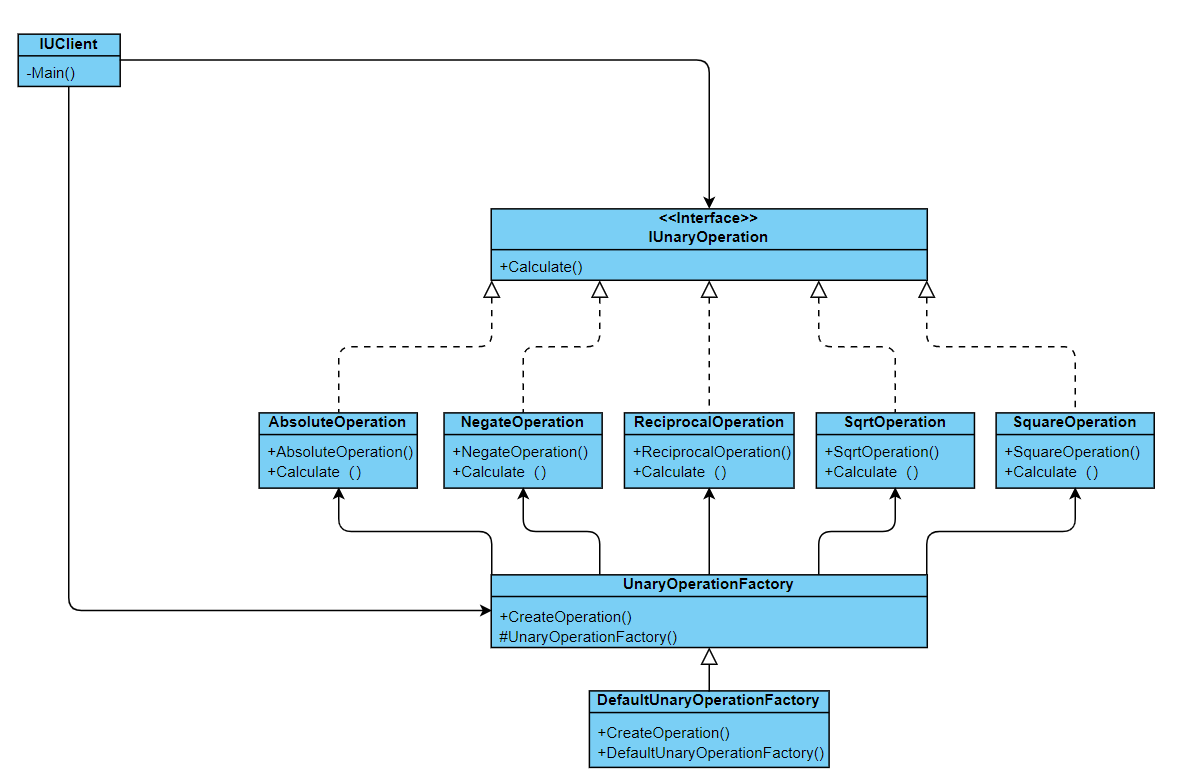 IUClient
-Main()
<<Interface>>
IUnaryOperation
+Calculate()
AbsoluteOperation
+AbsoluteOperation()
+Calculate ()
NegateOperation
+NegateOperation()
+Calculate ()
ReciprocalOperation
+ReciprocalOperation()
+Calculate ()
SqrtOperation
+SqrtOperation()
+Calculate ()
SquareOperation
+SquareOperation()
+Calculate ()
UnaryOperationFactory
+CreateOperation()
#UnaryOperationFactory()
DefaultUnaryOperationFactory
+CreateOperation()
+DefaultUnaryOperationFactory()